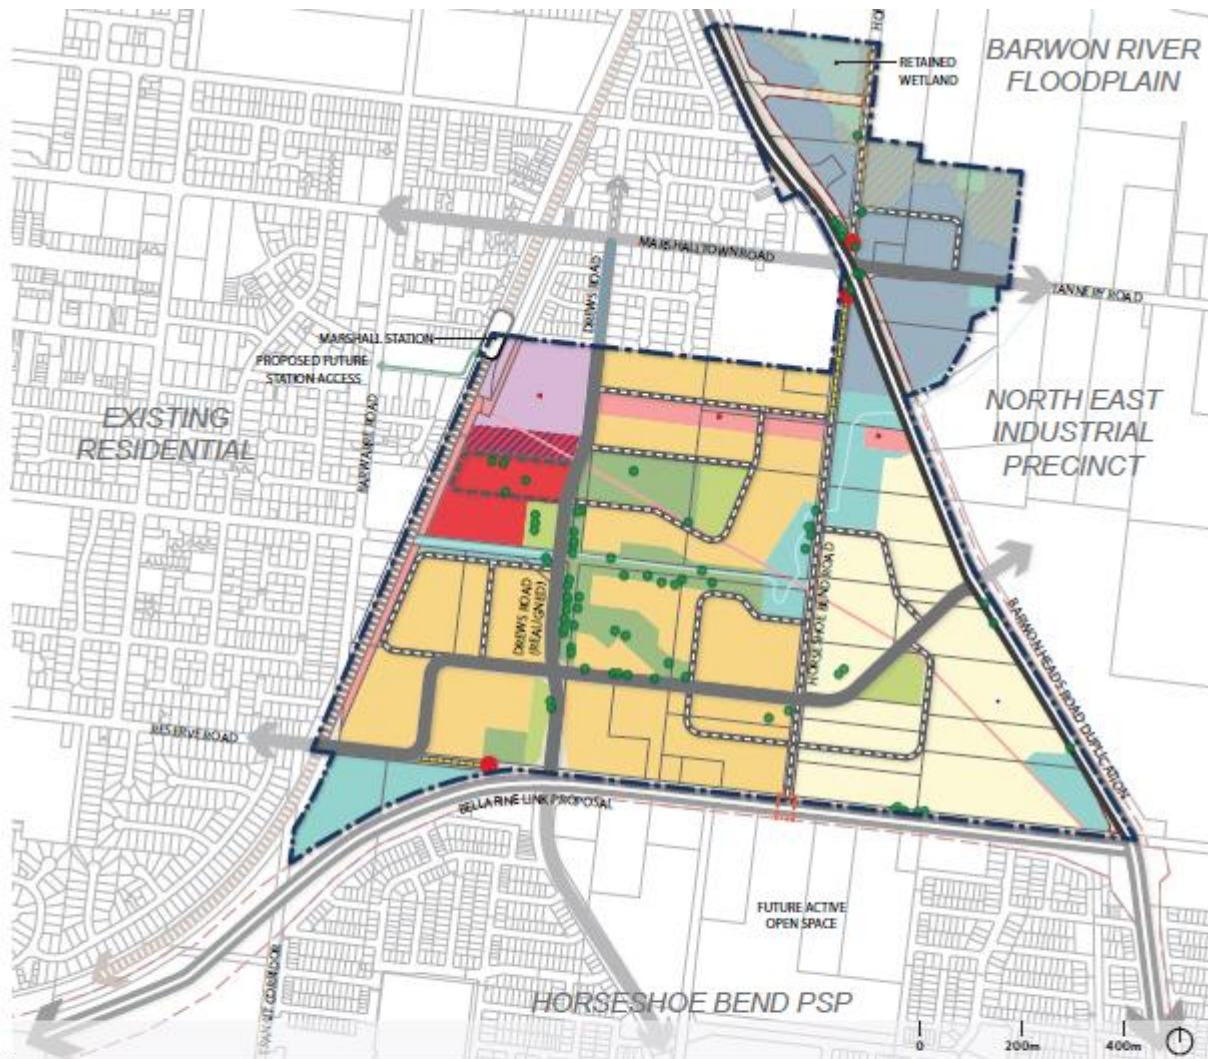 BARWON RIVER
FLOODPLAIN
RETAINED
WETLAND
MARSHALLTOWN ROAD
TANNERY ROAD
DREWS ROAD
MARSHALL STATION
PROPOSED FUTURE
STATION ACCESS
EXISTING
RESIDENTIAL
MARWARRI ROAD
NORTH EAST
INDUSTRIAL
PRECINCT
DREWS ROAD
(REALIGNED)
HORSESHOE BEND ROAD
BARWON HEADS ROAD DUPLICATION
RESERVE ROAD
BELLARINE LINK PROPOSAL
FUTURE ACTIVE
OPEN SPACE
HORSESHOE BEND PSP
0
200m
400m